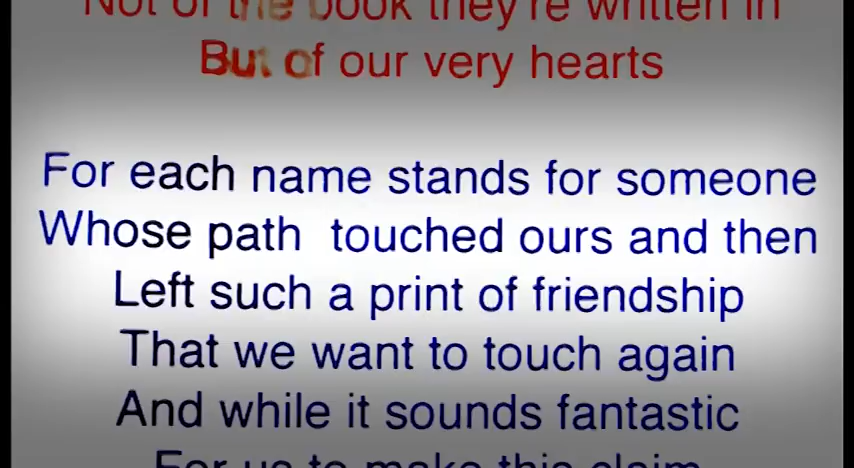 Not of the book they're written in
But of our very hearts
For each name stands for someone
Whose path touched ours and then
Left such a print of friendship
That we want to touch again
And while it sounds fantastic
For us to make this claim